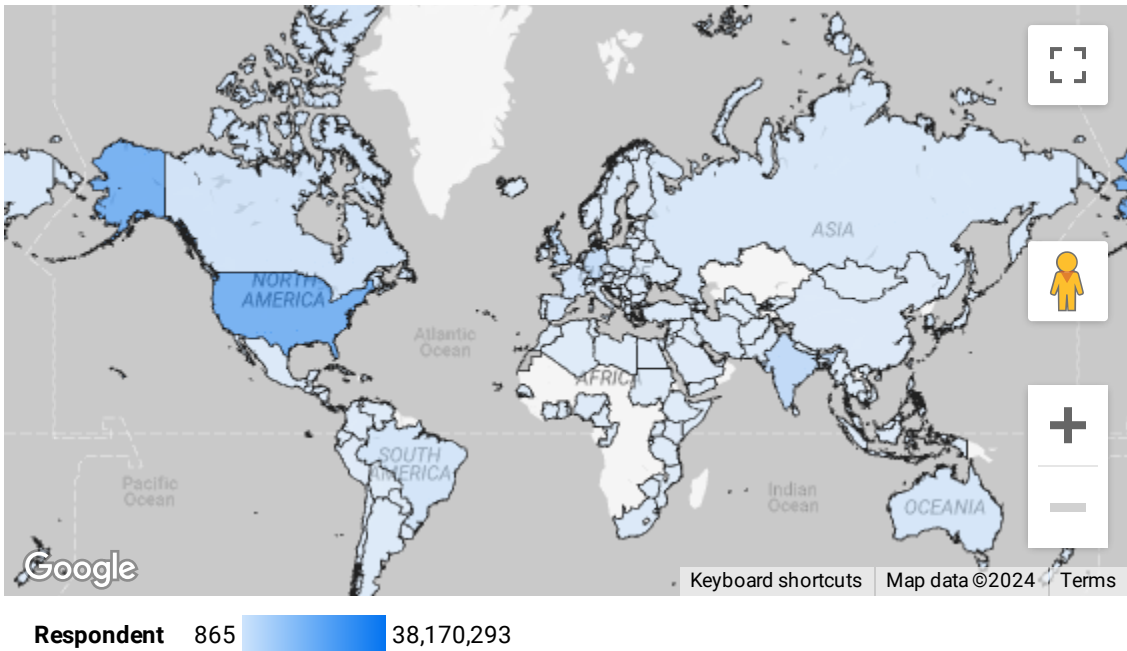 ASIA
NORTH
AMERICA
Atlantic
Ocean
AFRICA
SOUTH
AMERICA
Pacific
Ocean
Indian
Ocean
OCEANIA
Google
Keyboard shortcuts
Map data ©2024
Terms
Respondent 865 38,170,293